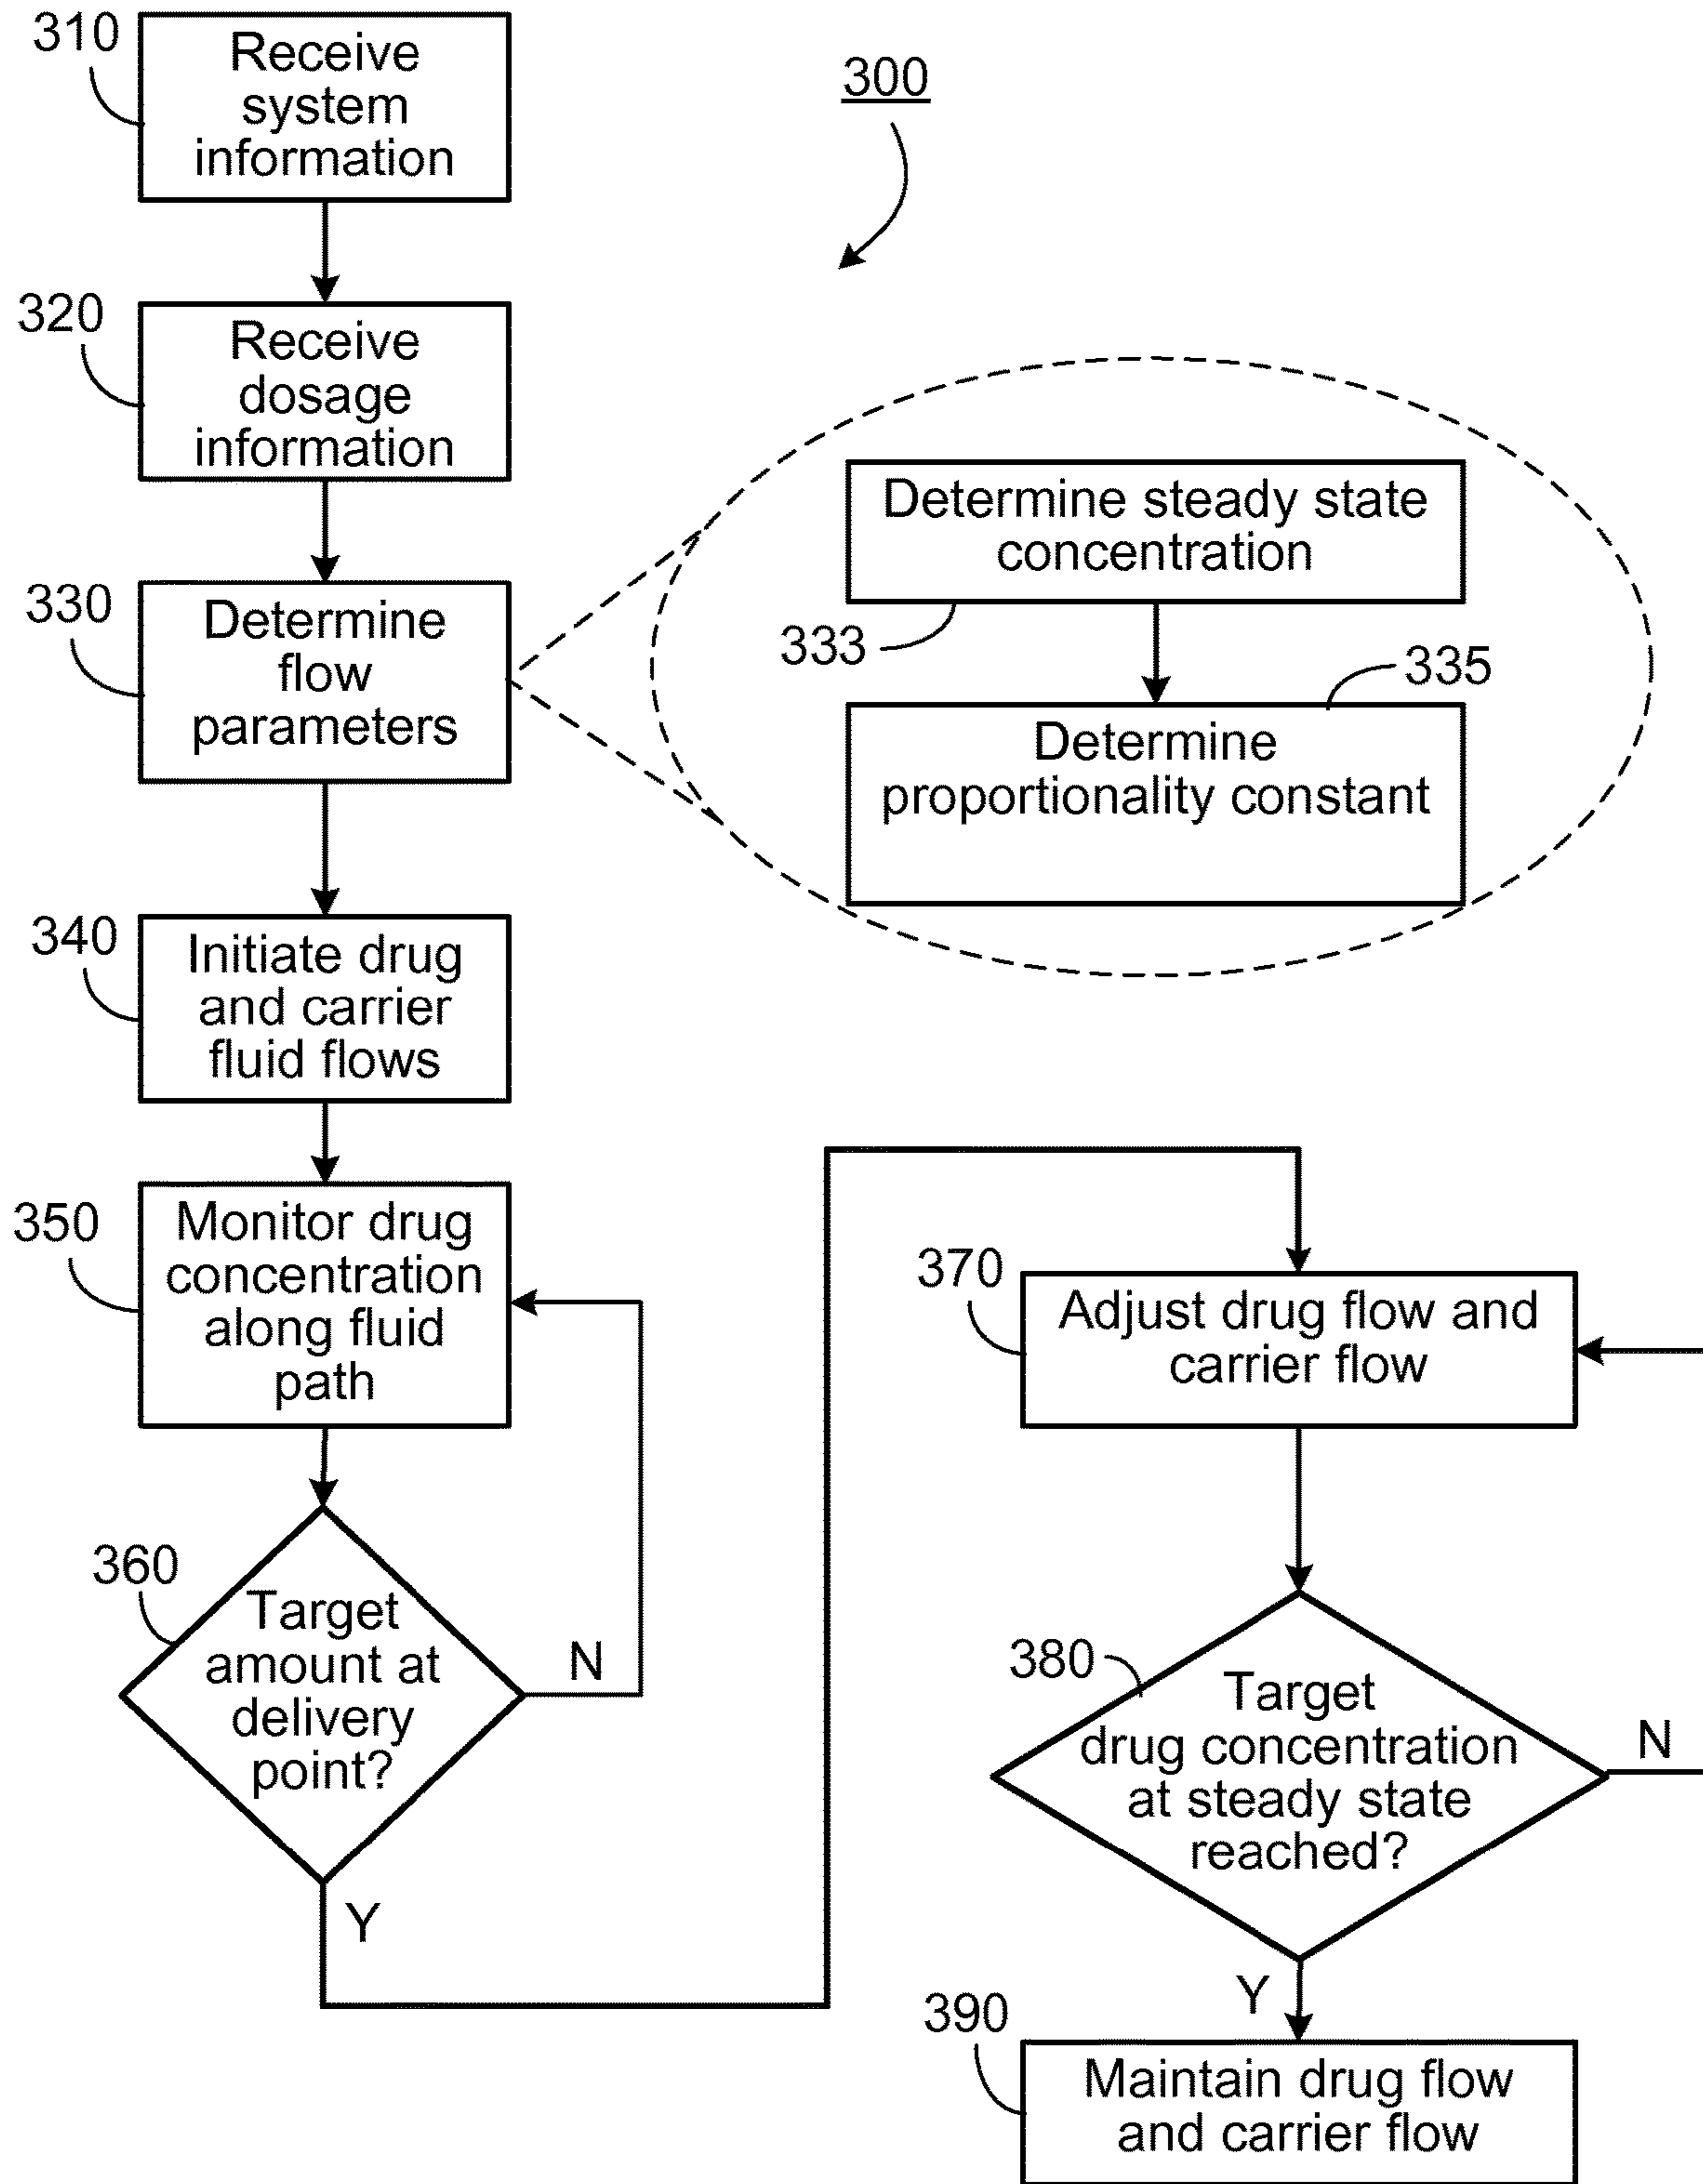 310
Receive
system
information
300
320
Receive
dosage
information
330
Determine
flow
parameters
Determine steady state
concentration
333
335
Determine
proportionality constant
340
Initiate drug
and carrier
fluid flows
350
Monitor drug
concentration
along fluid
path
360
Target
amount at
delivery
point?
N
Y
370
Adjust drug flow and
carrier flow
380
Target
drug concentration
at steady state
reached?
N
Y
390
Maintain drug flow
and carrier flow